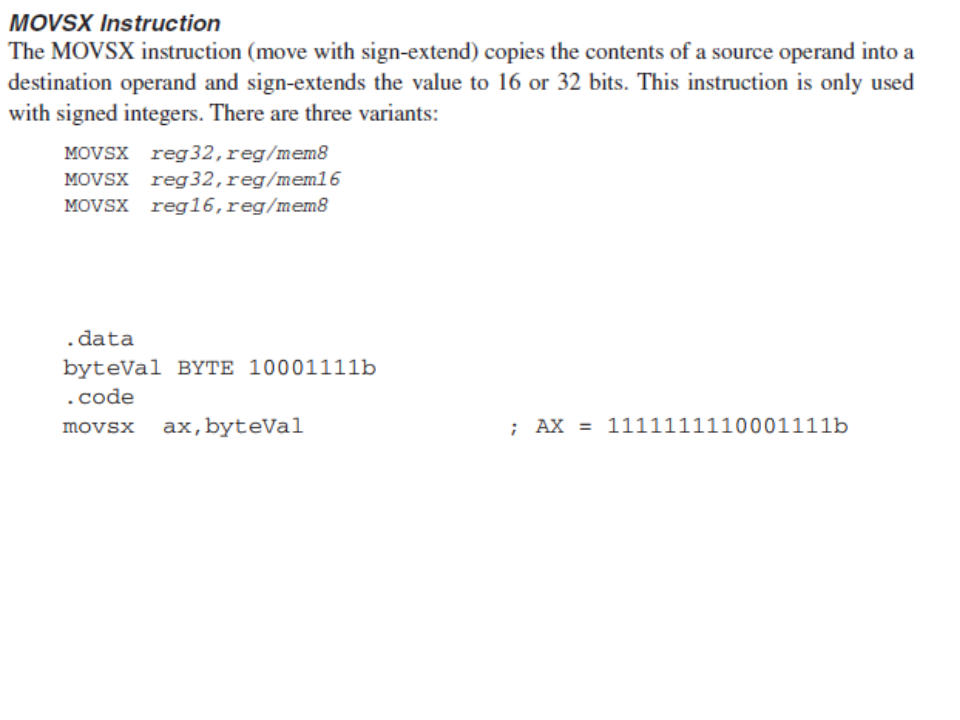 MOVSX Instruction
The MOVSX instruction (move with sign-extend) copies the contents of a source operand into a
destination operand and sign-extends the value to 16 or 32 bits. This instruction is only used
with signed integers. There are three variants:
MOVSX reg32,reg/mem8
MOVSX reg32,reg/mem16
MOVSX reg16,reg/mem8
.data
byteVal BYTE 10001111b
.code
movsx ax,byteVal ; AX = 1111111110001111b